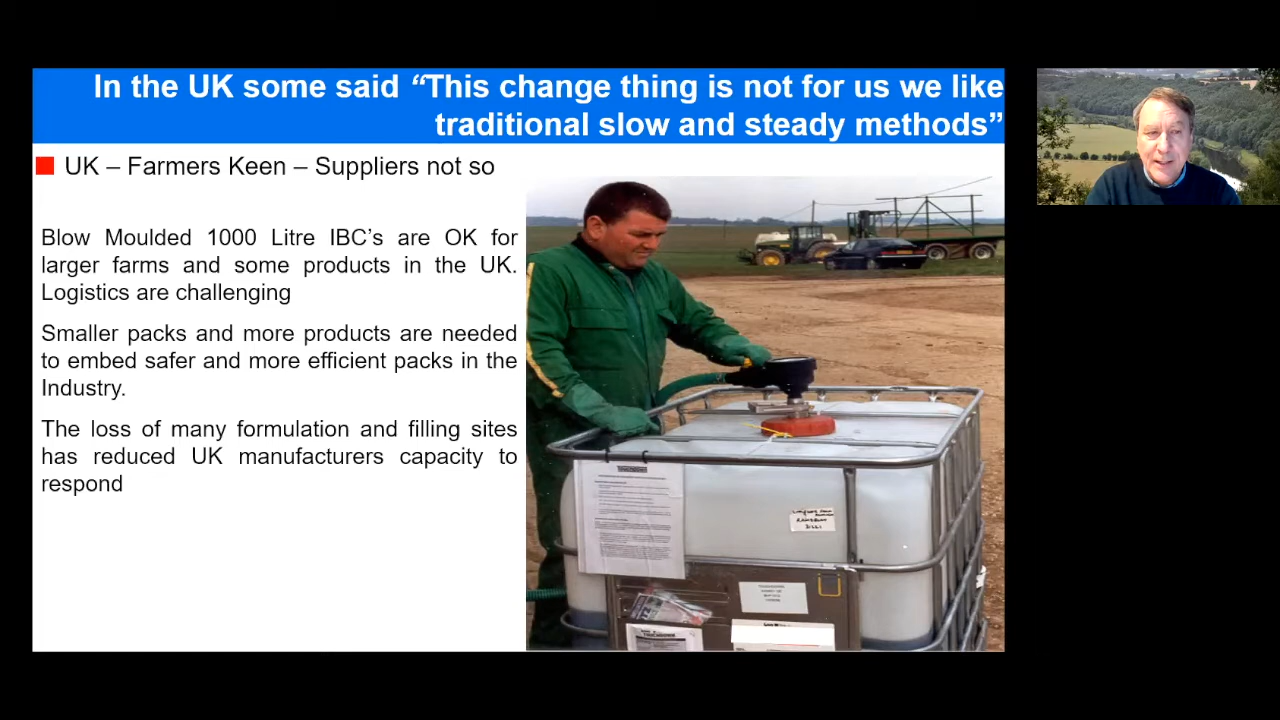 In the UK some said “This change thing is not for us we like
traditional slow and steady methods”
UK – Farmers Keen – Suppliers not so
Blow Moulded 1000 Litre IBC's are OK for
larger farms and some products in the UK.
Logistics are challenging
Smaller packs and more products are needed
to embed safer and more efficient packs in the
Industry.
The loss of many formulation and filling sites
has reduced UK manufacturers capacity to
respond